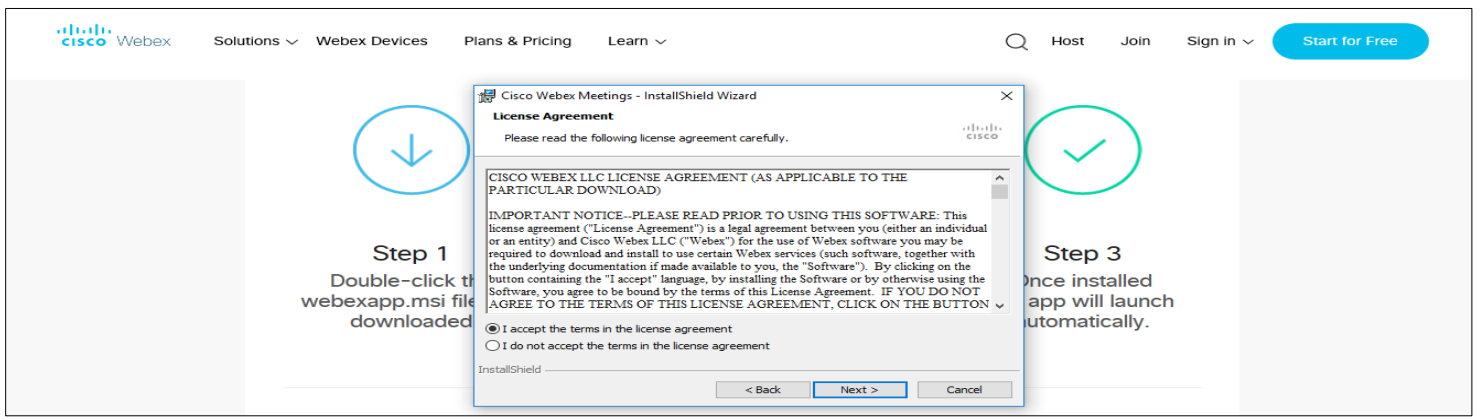 cisco Webex Solutions Webex Devices Plans & Pricing Learn Host Join Sign in Start for Free
Cisco Webex Meetings - InstallShield Wizard
License Agreement
Please read the following license agreement carefully.
cisco
CISCO WEBEX LLC LICENSE AGREEMENT (AS APPLICABLE TO THE
PARTICULAR DOWNLOAD)
IMPORTANT NOTICE--PLEASE READ PRIOR TO USING THIS SOFTWARE: This
license agreement ("License Agreement") is a legal agreement between you (either an individual
or an entity) and Cisco Webex LLC ("Webex") for the use of Webex software you may be
required to download and install to use certain Webex services (such software, together with
the underlying documentation if made available to you, the "Software"). By clicking on the
button containing the "I accept" language, by installing the Software or by otherwise using the
Software, you agree to be bound by the terms of this License Agreement. IF YOU DO NOT
AGREE TO THE TERMS OF THIS LICENSE AGREEMENT, CLICK ON THE BUTTON
I accept the terms in the license agreement
I do not accept the terms in the license agreement
InstallShield
< Back Next > Cancel
Step 1
Double-click th
webexapp.msi file
downloaded
Step 3
Once installed
app will launch
automatically.